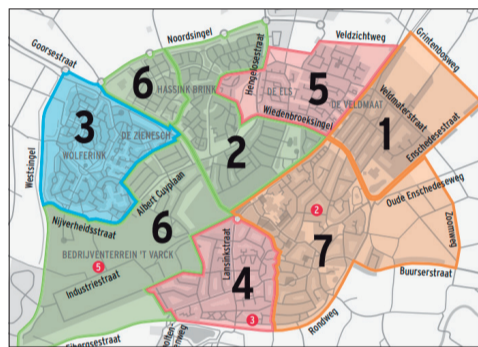 Noordsingel
Veldzichtweg
Goorsestraat
Grintenbosweg
6
HASSINK-BRINK
Hengelosestraat
DE ELS
5
DE VELDMAAT
Veldmaterstraat
Enschedesestraat
1
3
Wiedenbroeksingel
DE ZIENESCH
WOLFERINK
2
Westsingel
Albert Cuyplaan
Oude Enschedeseweg
2
Nijverheidsstraat
6
Zoomweg
BEDRIJVENTERREIN 'T VARCK
Lansinkstraat
7
5
Buurserstraat
Industriestraat
4
3
Rondweg